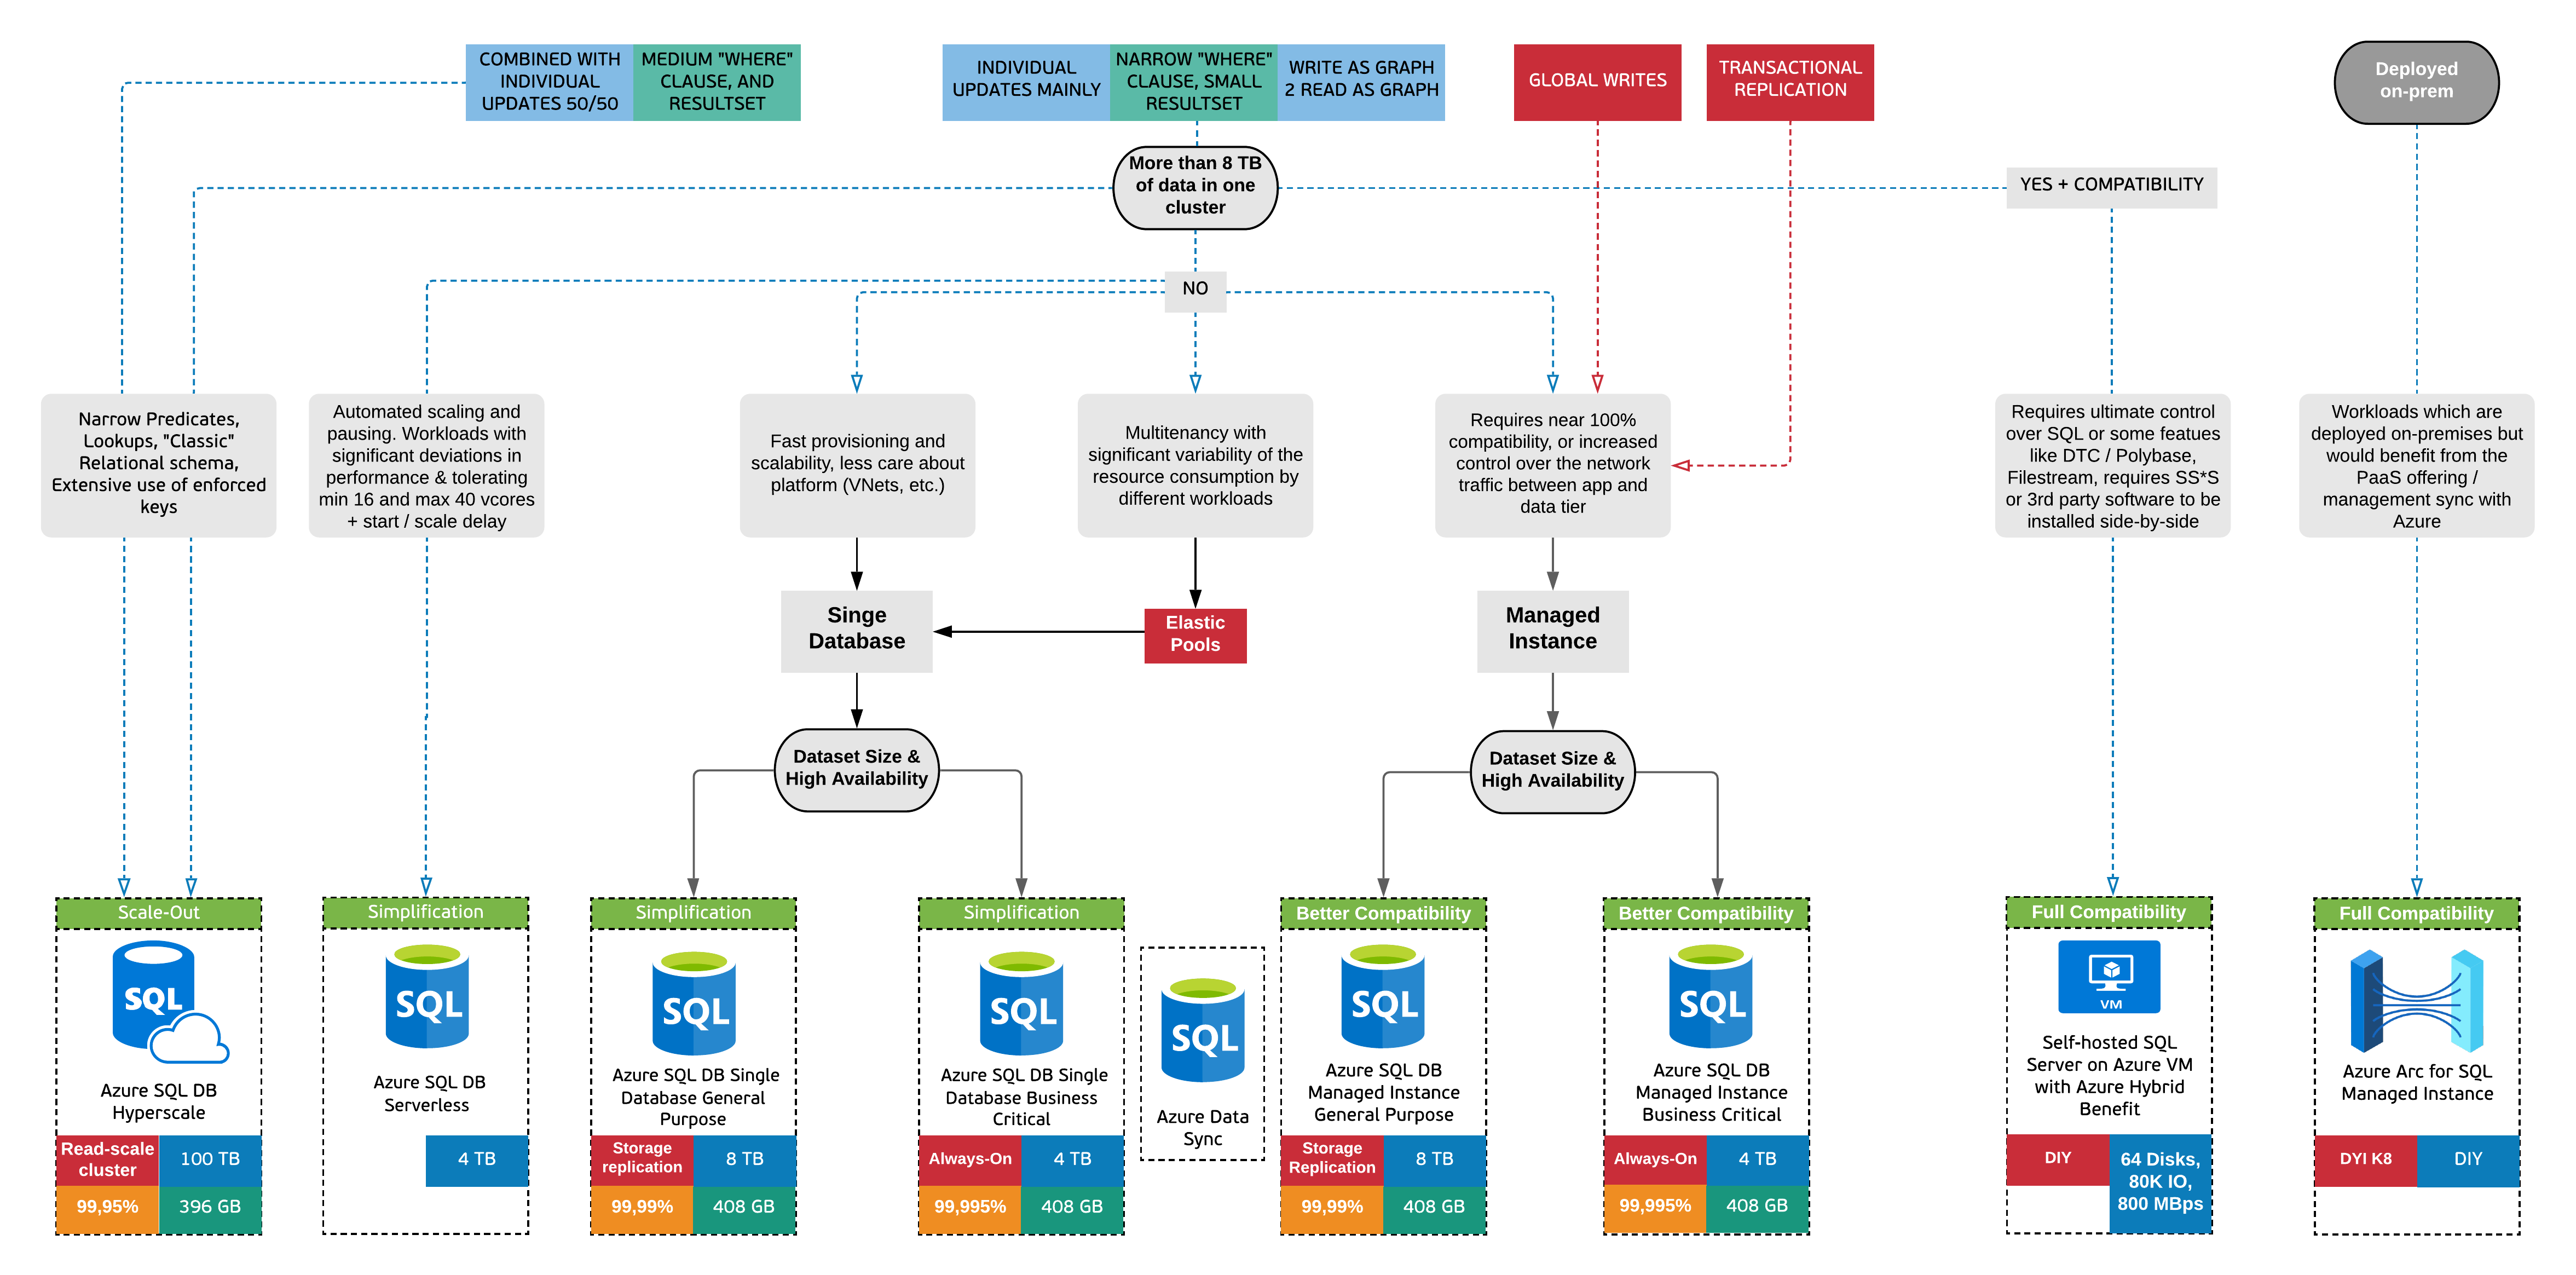 COMBINED WITH
INDIVIDUAL
UPDATES 50/50
MEDIUM "WHERE"
CLAUSE, AND
RESULTSET
INDIVIDUAL
UPDATES MAINLY
NARROW "WHERE"
CLAUSE, SMALL
RESULTSET
WRITE AS GRAPH
2 READ AS GRAPH
GLOBAL WRITES
TRANSACTIONAL
REPLICATION
Deployed
on-prem
More than 8 TB
of data in one
cluster
YES + COMPATIBILITY
NO
Narrow Predicates,
Lookups, "Classic"
Relational schema,
Extensive use of enforced
keys
Automated scaling and
pausing. Workloads with
significant deviations in
performance & tolerating
min 16 and max 40 vcores
+ start / scale delay
Fast provisioning and
scalability, less care about
platform (VNets, etc.)
Multitenancy with
significant variability of the
resource consumption by
different workloads
Requires near 100%
compatibility, or increased
control over the network
traffic between app and
data tier
Requires ultimate control
over SQL or some featues
like DTC / Polybase,
Filestream, requires SS*S
or 3rd party software to be
installed side-by-side
Workloads which are
deployed on-premises but
would benefit from the
PaaS offering /
management sync with
Azure
Singe
Database
Elastic
Pools
Managed
Instance
Dataset Size &
High Availability
Dataset Size &
High Availability
Scale-Out
SQL
Azure SQL DB
Hyperscale
Read-scale
cluster
100 TB
99,95%
396 GB
Simplification
SQL
Azure SQL DB
Serverless
4 TB
Simplification
SQL
Azure SQL DB Single
Database General
Purpose
Storage
replication
8 TB
99,99%
408 GB
Simplification
SQL
Azure SQL DB Single
Database Business
Critical
Always-On
4 TB
99,995%
408 GB
SQL
Azure Data
Sync
Better Compatibility
SQL
Azure SQL DB
Managed Instance
General Purpose
Storage
Replication
8 TB
99,99%
408 GB
Better Compatibility
SQL
Azure SQL DB
Managed Instance
Business Critical
Always-On
4 TB
99,995%
408 GB
Full Compatibility
VM
Self-hosted SQL
Server on Azure VM
with Azure Hybrid
Benefit
DIY
64 Disks,
80K IO,
800 MBps
Full Compatibility
Azure Arc for SQL
Managed Instance
DYI K8
DIY